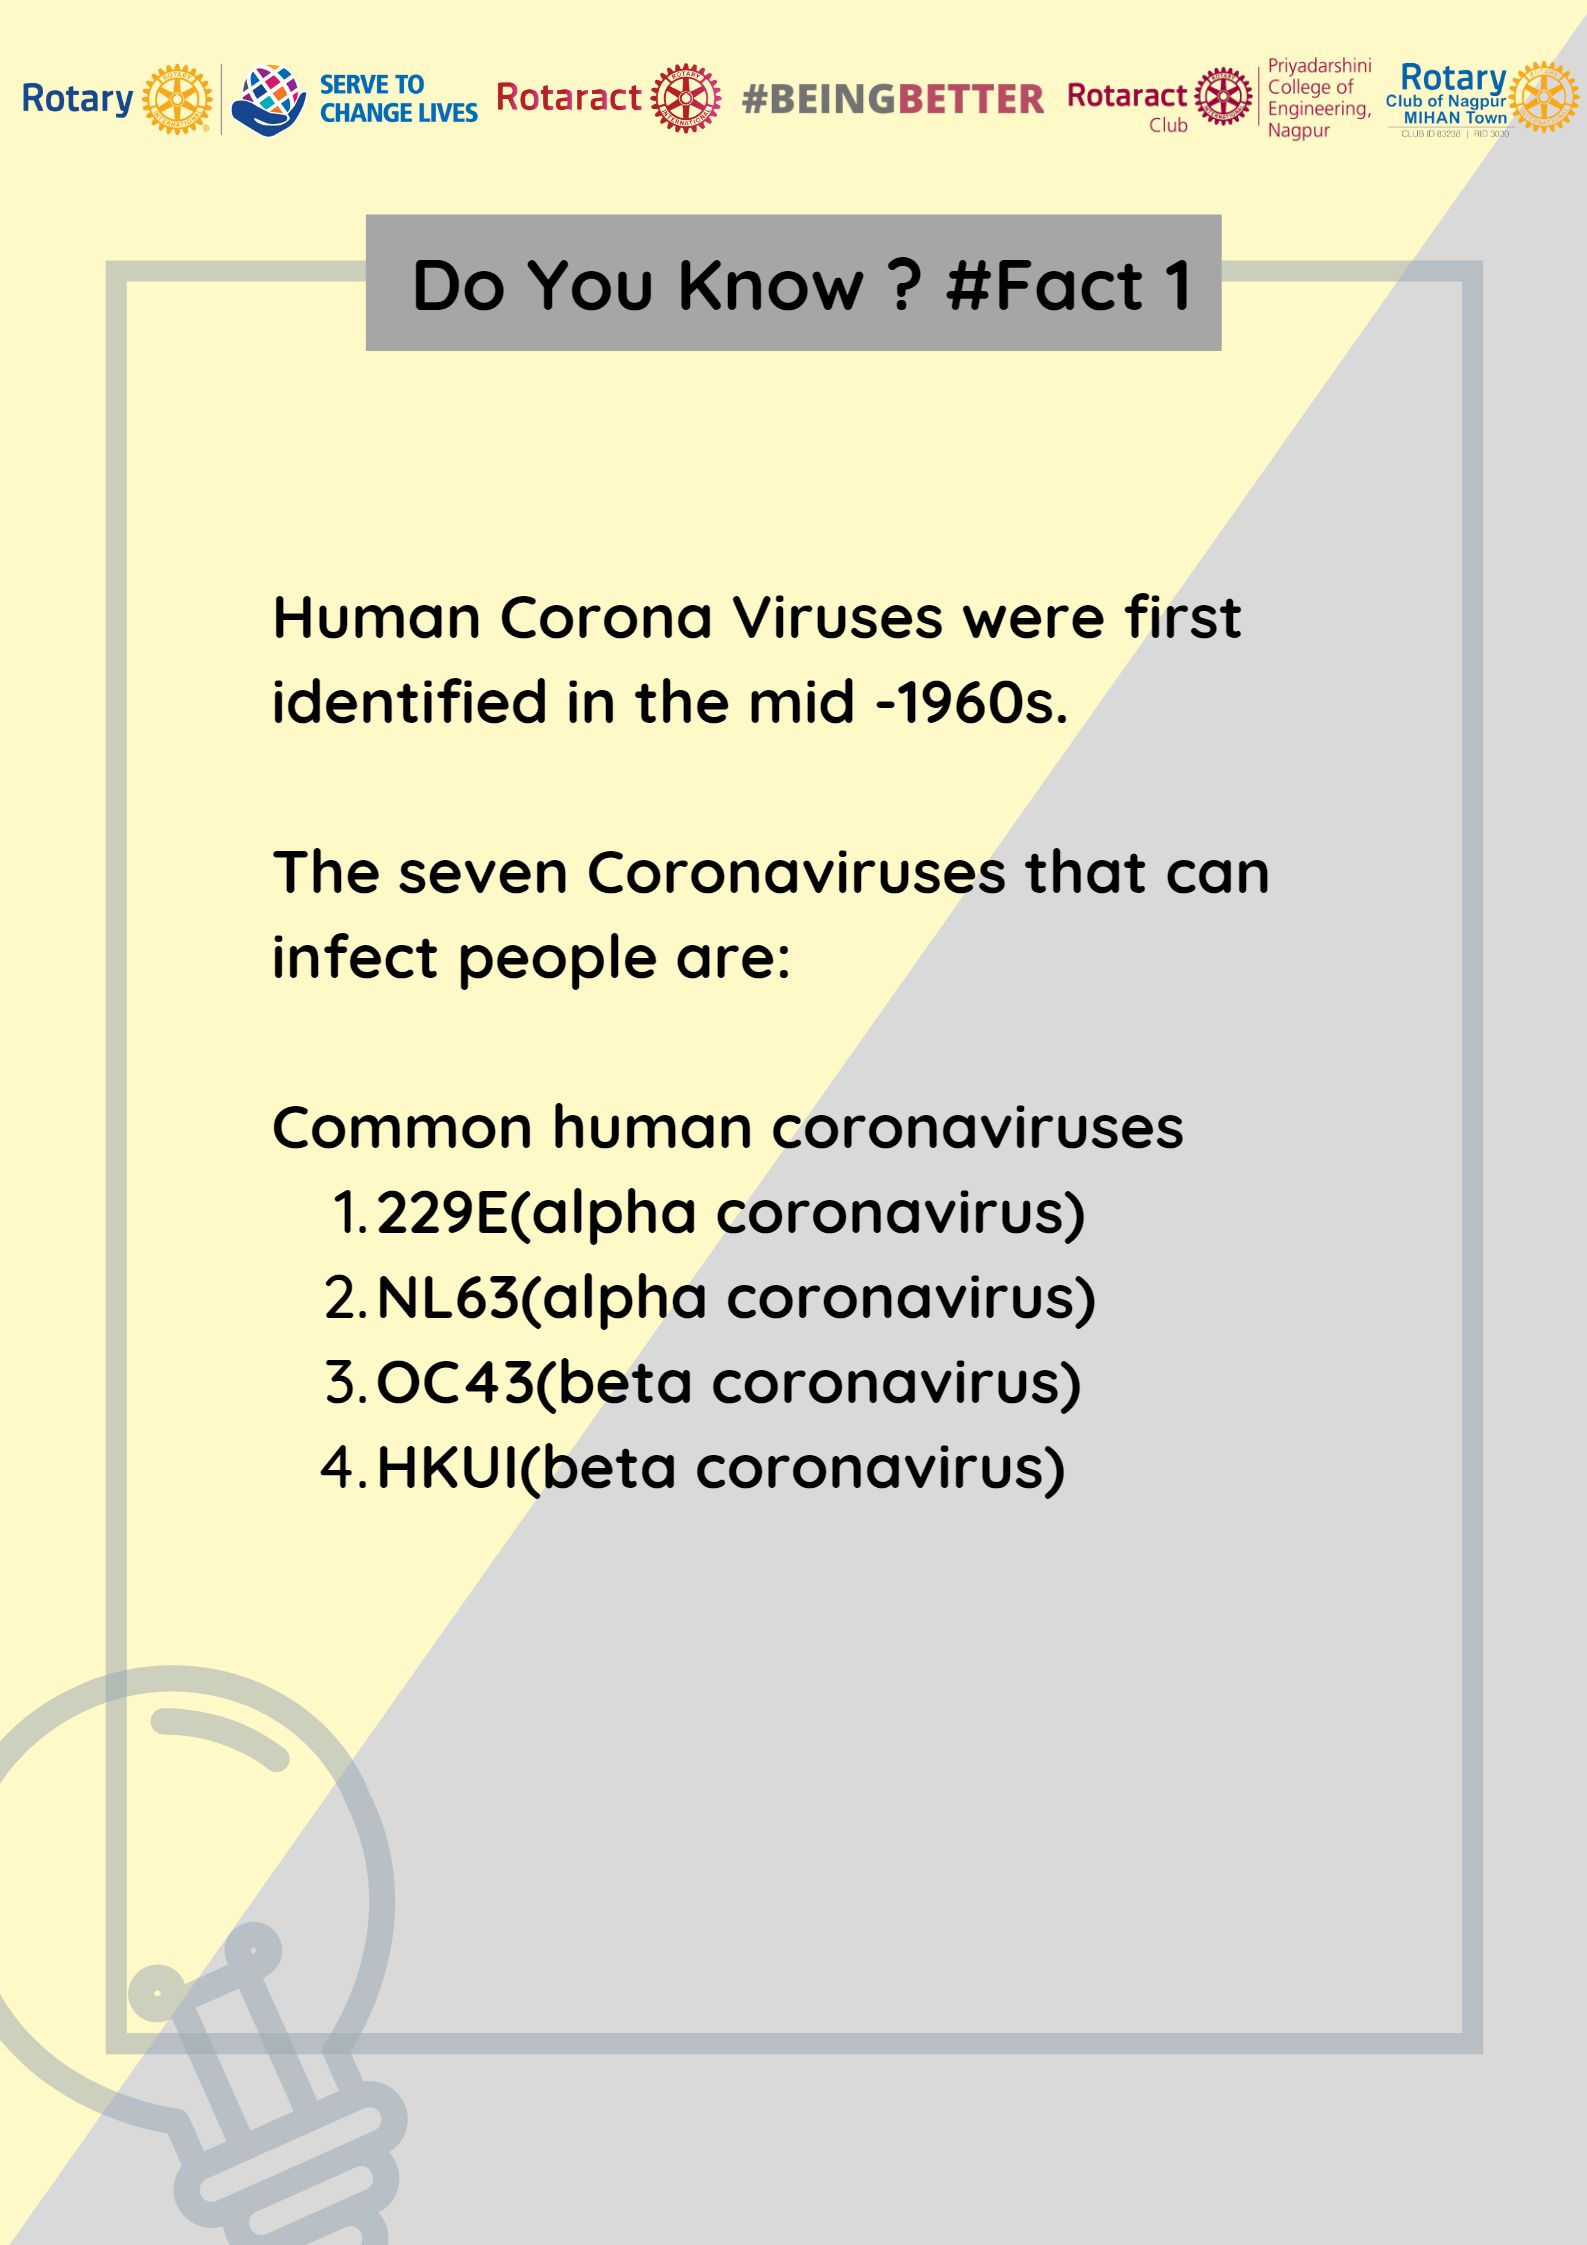 Rotary
SERVE TO
CHANGE LIVES
Rotaract
#BEINGBETTER
Rotaract
Club
Priyadarshini
College of
Engineering,
Nagpur
Rotary
Club of Nagpur
MIHAN Town
CLUB ID 83238 | RID 3030
Do You Know ? #Fact 1
Human Corona Viruses were first
identified in the mid -1960s.
The seven Coronaviruses that can
infect people are:
Common human coronaviruses
1. 229E(alpha coronavirus)
2. NL63(alpha coronavirus)
3. OC43(beta coronavirus)
4. HKUI(beta coronavirus)